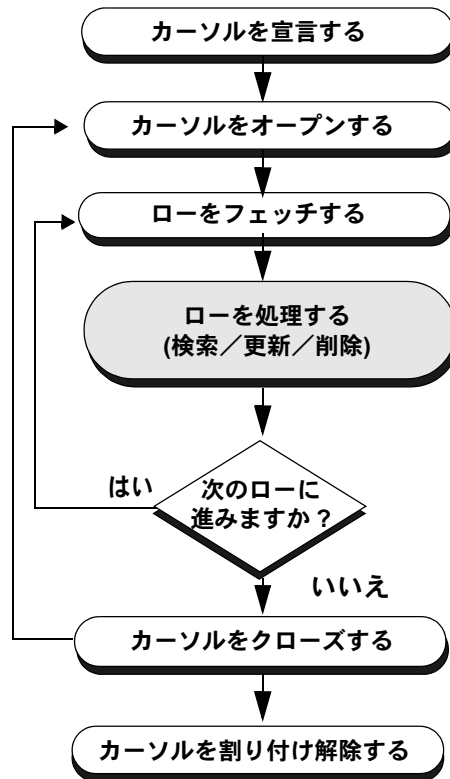 カーソルを宣言する
カーソルをオープンする
ローをフェッチする
ローを処理する
(検索／更新／削除)
はい
次のローに
進みますか？
いいえ
カーソルをクローズする
カーソルを割り付け解除する